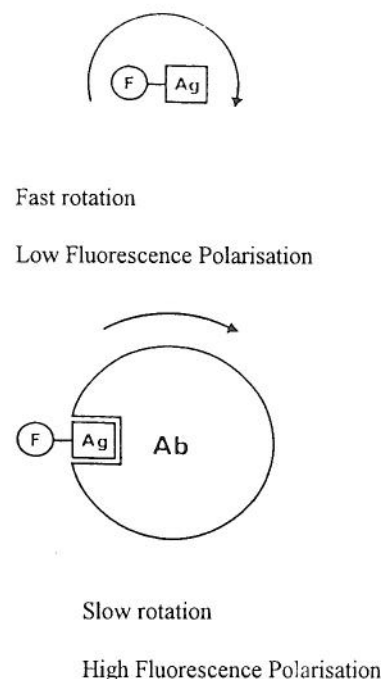 F Ag
Fast rotation
Low Fluorescence Polarisation
F Ag Ab
Slow rotation
High Fluorescence Polarisation